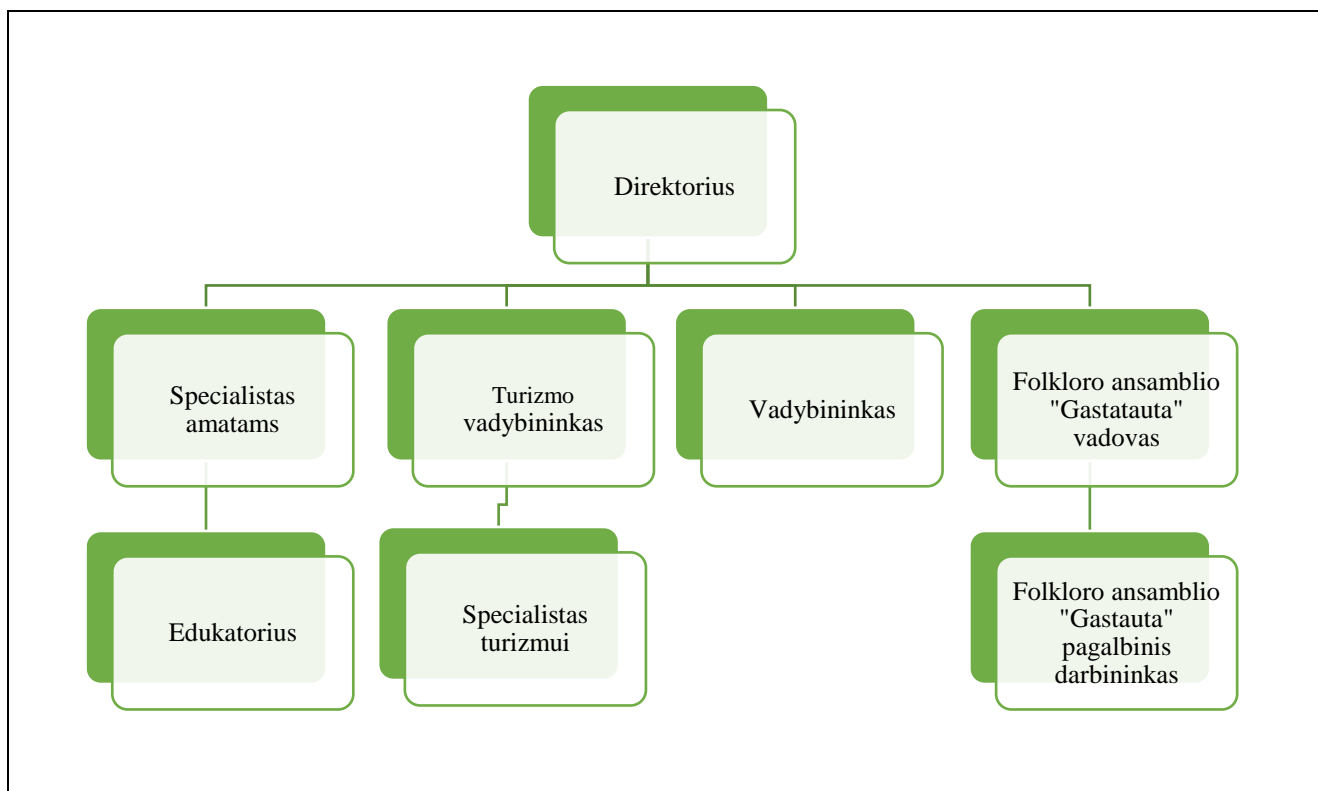 Direktorius
Specialistas
amatams
Turizmo
vadybininkas
Vadybininkas
Folkloro ansamblio
"Gastatauta"
vadovas
Edukatorius
Specialistas
turizmui
Folkloro ansamblio
"Gastauta"
pagalbinis
darbininkas